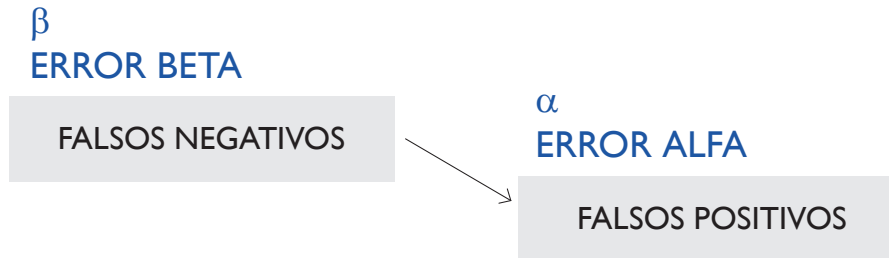 β
ERROR BETA
FALSOS NEGATIVOS
α
ERROR ALFA
FALSOS POSITIVOS